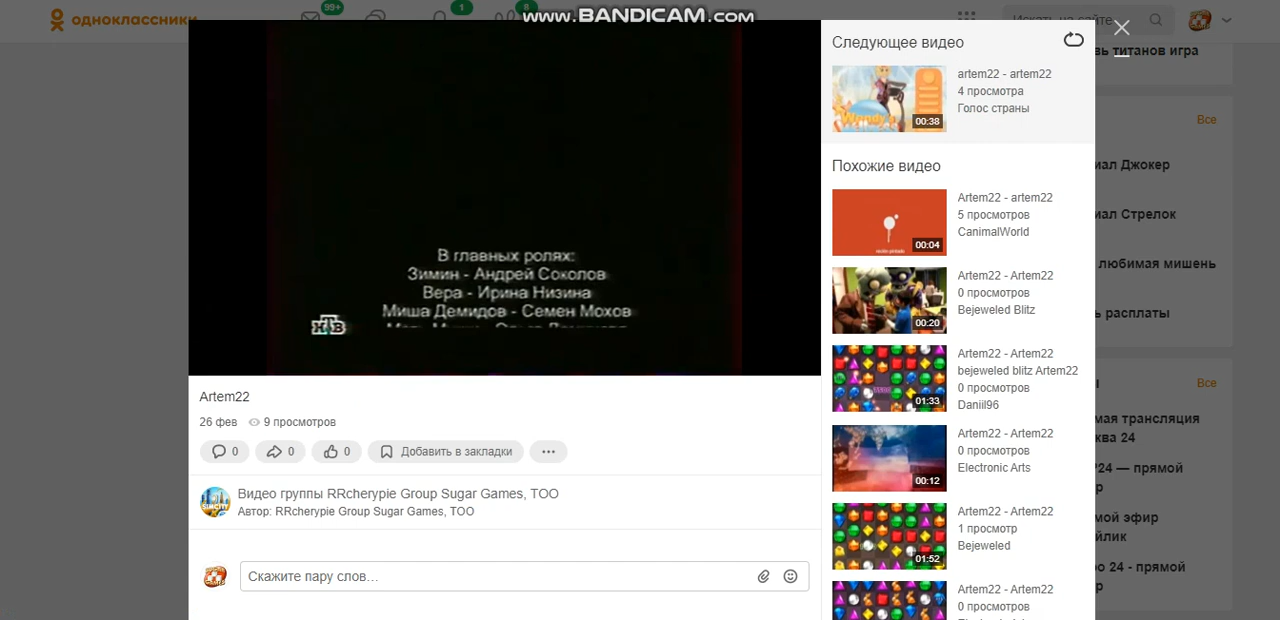 www.BANDICAM.com
одноклассники
99+
1
8
Искать на сайте
вь титанов игра
Все
иал Джокер
иал Стрелок
любимая мишень
ь расплаты
Все
мая трансляция
ква 24
24 — прямой
р
мой эфир
йлик
о 24 - прямой
р
В главных ролях:
Зимин - Андрей Соколов
Вера - Ирина Низина
Миша Демидов - Семен Мохов
НТВ
Artem22
26 фев
9 просмотров
0
0
0
Добавить в закладки
Видео группы RRcherypie Group Sugar Games, ТОО
Автор: RRcherypie Group Sugar Games, ТОО
Скажите пару слов...
Следующее видео
00:38
artem22 - artem22
4 просмотра
Голос страны
Похожие видео
00:04
Artem22 - artem22
5 просмотров
CanimalWorld
00:20
Artem22 - Artem22
0 просмотров
Bejeweled Blitz
01:33
Artem22 - Artem22
bejeweled blitz Artem22
0 просмотров
Daniil96
00:12
Artem22 - Artem22
0 просмотров
Electronic Arts
01:52
Artem22 - Artem22
1 просмотр
Bejeweled
Artem22 - Artem22
0 просмотров